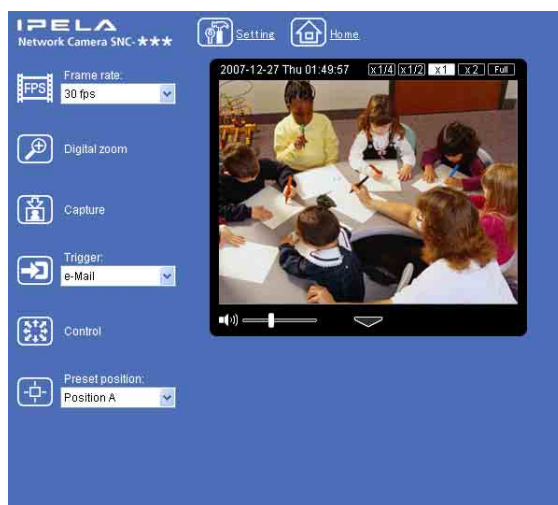 IPELA
Network Camera SNC-★★★
Setting
Home
Frame rate:
FPS
30 fps
Digital zoom
Capture
Trigger:
e-Mail
Control
Preset position:
Position A
2007-12-27 Thu 01:49:57
x1/4 x1/2 x1 x2 Full